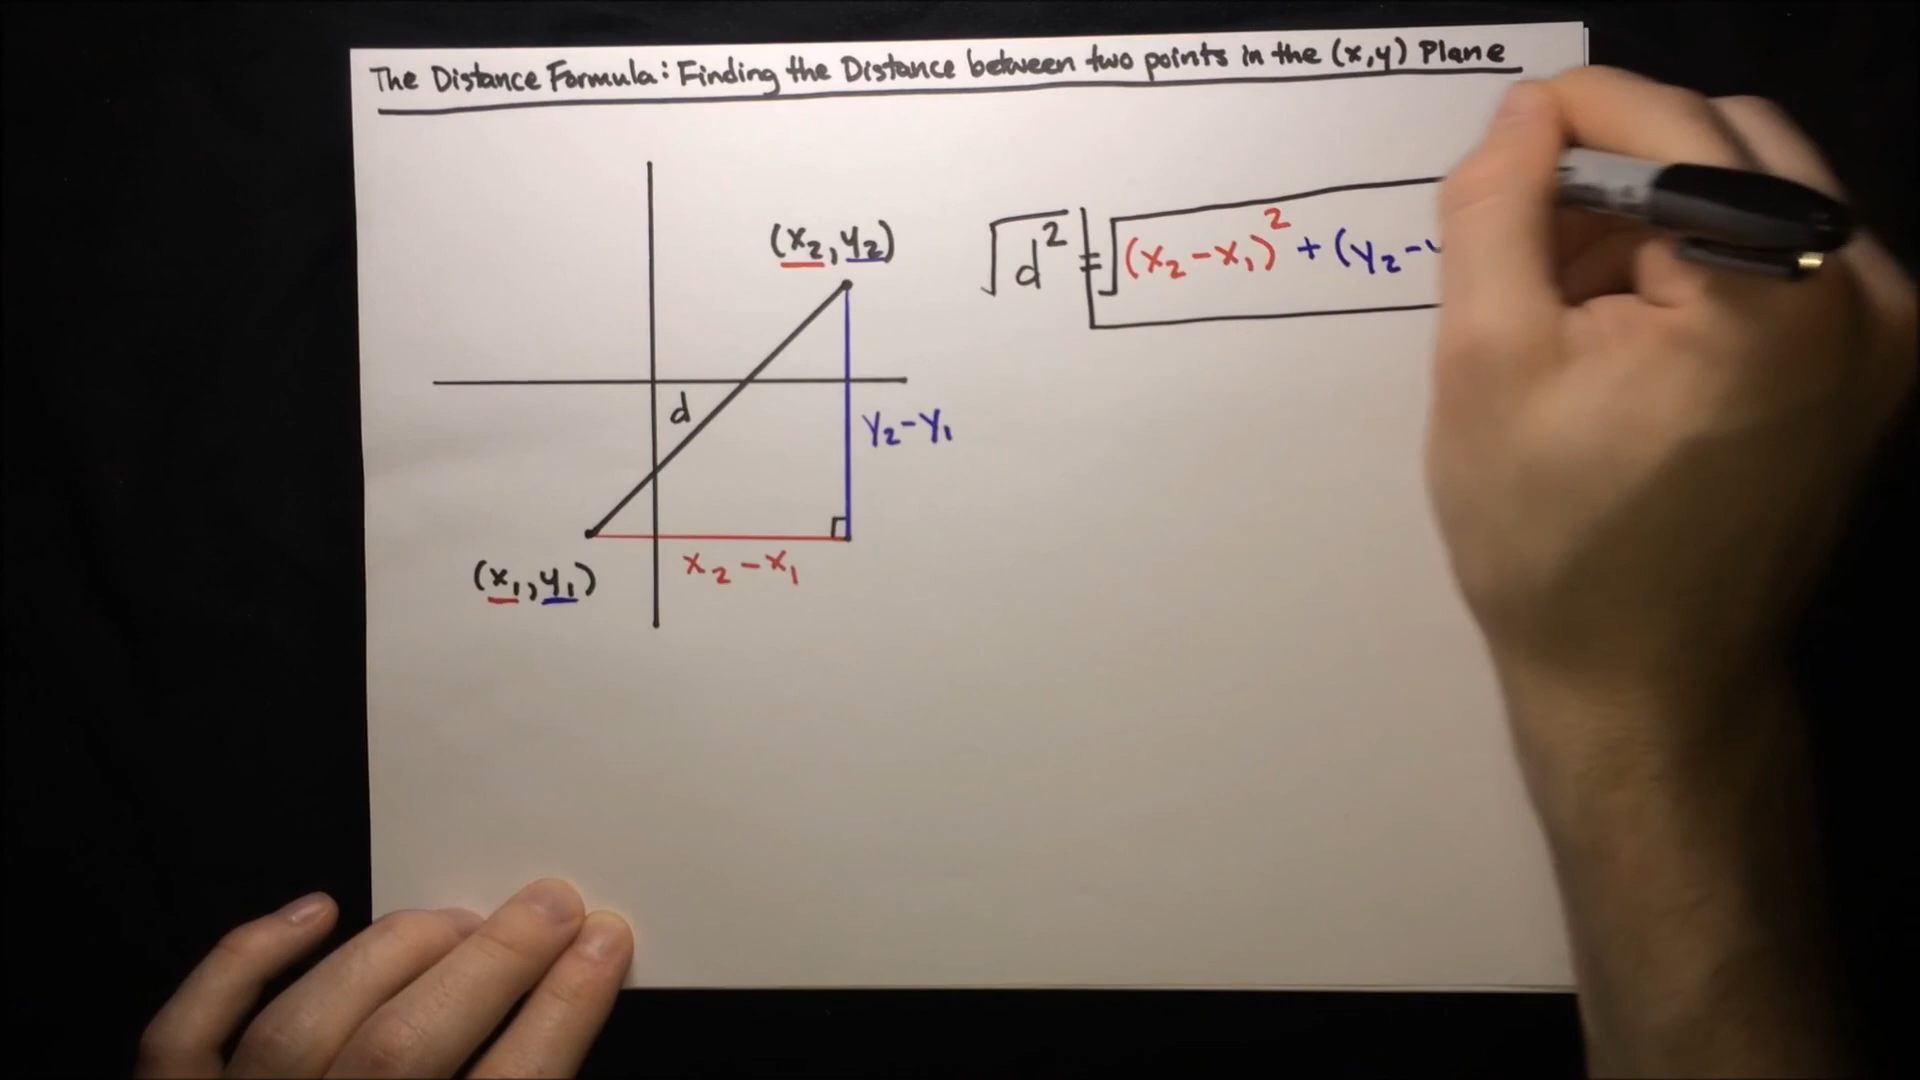 The Distance Formula: Finding the Distance between two points in the (x,y) Plane
(x₂,y₂)
√d² = √(x₂-x₁)² + (y₂-
d
y₂-y₁
x₂-x₁
(x₁,y₁)